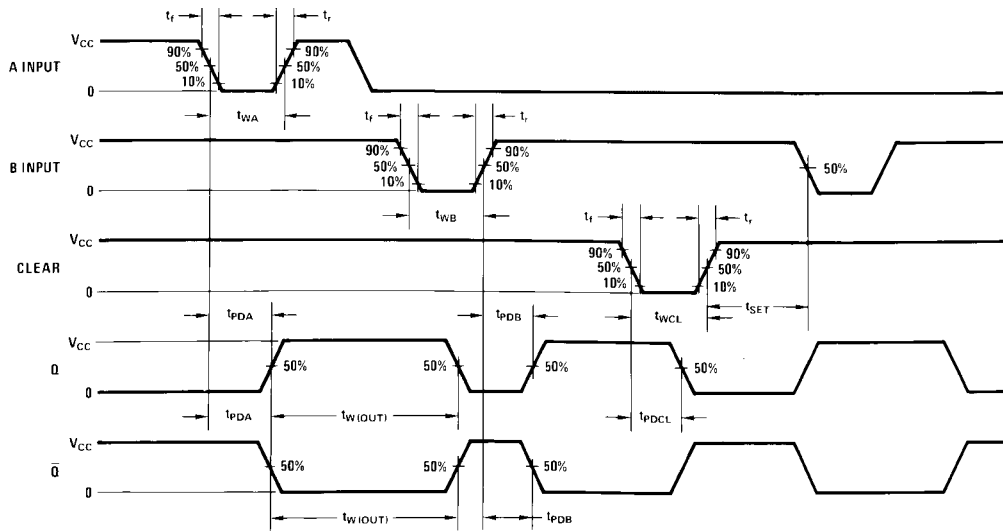 tf
tr
VCC
90%
90%
A INPUT
50%
50%
10%
10%
0
tWA
tf
tr
VCC
90%
90%
B INPUT
50%
50%
50%
10%
10%
0
tWB
tf
tr
VCC
90%
90%
CLEAR
50%
50%
10%
10%
0
tPDA
tPDB
tWCL
tSET
VCC
Q
50%
50%
50%
50%
0
tPDA
tW(OUT)
tPDCL
VCC
Q̅
50%
50%
50%
0
tW(OUT)
tPDB